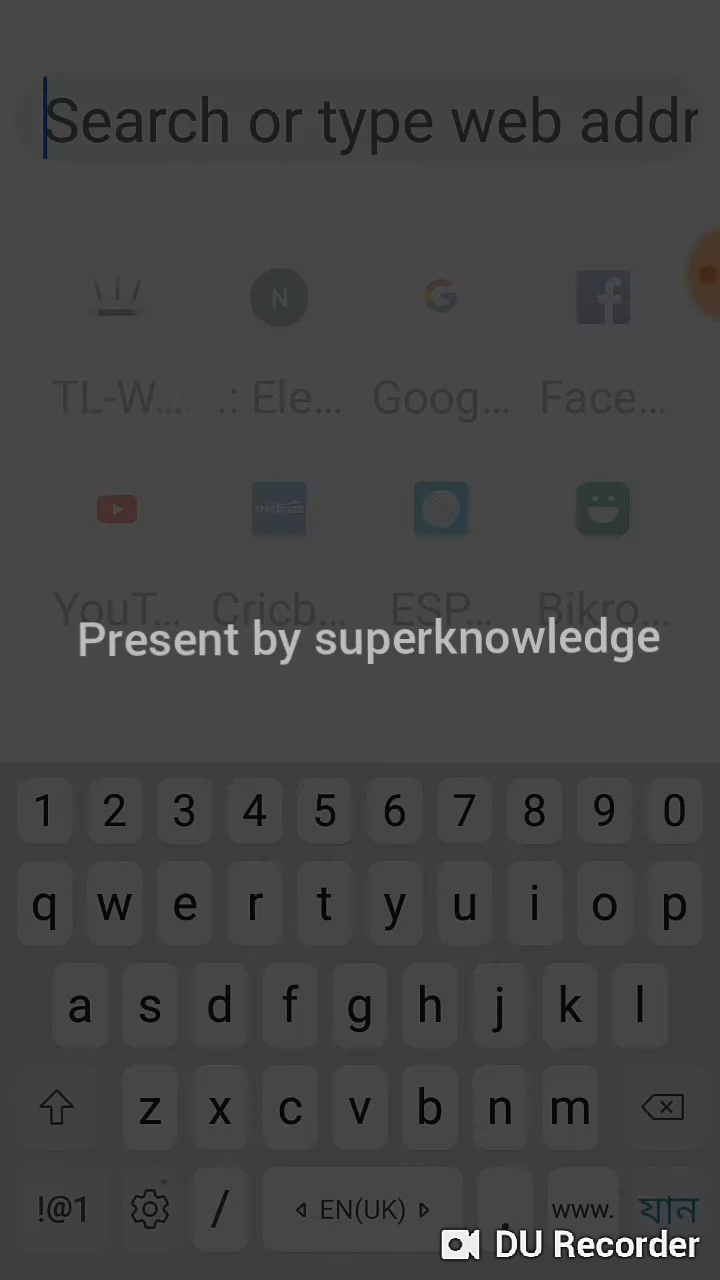 Search or type web addr
N
TL-W... .: Ele... Goog... Face...
cricbuzz
YouT... Cricb... ESP... Bikro...
Present by superknowledge
1 2 3 4 5 6 7 8 9 0
q w e r t y u i o p
a s d f g h j k l
z x c v b n m
!@1 / EN(UK) . www. যান
DU Recorder